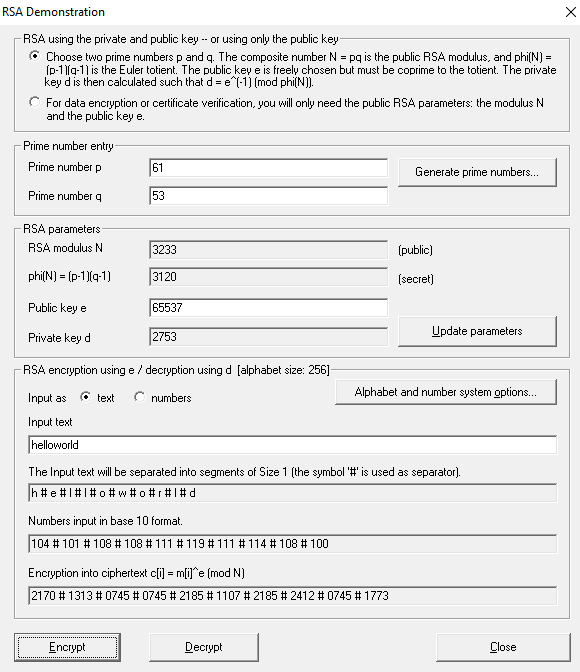 RSA Demonstration
RSA using the private and public key -- or using only the public key
Choose two prime numbers p and q. The composite number N = pq is the public RSA modulus, and phi(N) =
(p-1)(q-1) is the Euler totient. The public key e is freely chosen but must be coprime to the totient. The private
key d is then calculated such that d = e^(-1) (mod phi(N)).
For data encryption or certificate verification, you will only need the public RSA parameters: the modulus N
and the public key e.
Prime number entry
Prime number p 61 Generate prime numbers...
Prime number q 53
RSA parameters
RSA modulus N 3233 (public)
phi(N) = (p-1)(q-1) 3120 (secret)
Public key e 65537
Private key d 2753 Update parameters
RSA encryption using e / decryption using d [alphabet size: 256]
Input as text numbers Alphabet and number system options...
Input text
helloworld
The Input text will be separated into segments of Size 1 (the symbol '#' is used as separator).
h # e # l # l # o # w # o # r # l # d
Numbers input in base 10 format.
104 # 101 # 108 # 108 # 111 # 119 # 111 # 114 # 108 # 100
Encryption into ciphertext c[i] = m[i]^e (mod N)
2170 # 1313 # 0745 # 0745 # 2185 # 1107 # 2185 # 2412 # 0745 # 1773
Encrypt Decrypt Close